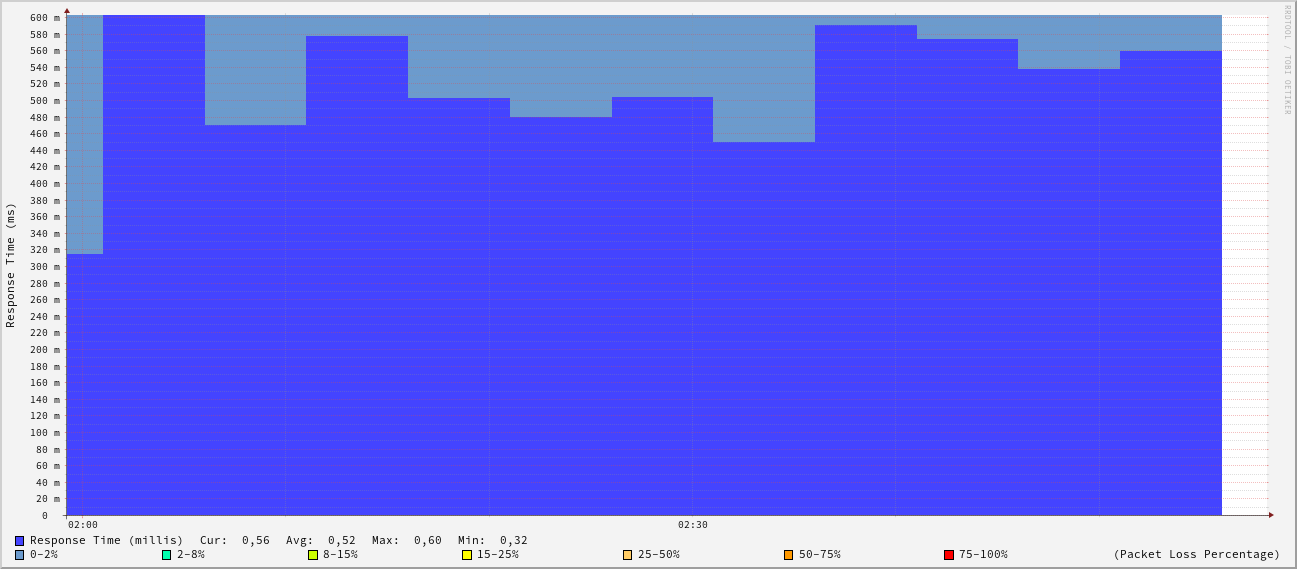 RRDTOOL / TOBI OETIKER
Response Time (ms)
600 m
580 m
560 m
540 m
520 m
500 m
480 m
460 m
440 m
420 m
400 m
380 m
360 m
340 m
320 m
300 m
280 m
260 m
240 m
220 m
200 m
180 m
160 m
140 m
120 m
100 m
80 m
60 m
40 m
20 m
0
02:00 02:30
Response Time (millis) Cur: 0,56 Avg: 0,52 Max: 0,60 Min: 0,32
0-2% 2-8% 8-15% 15-25% 25-50% 50-75% 75-100% (Packet Loss Percentage)